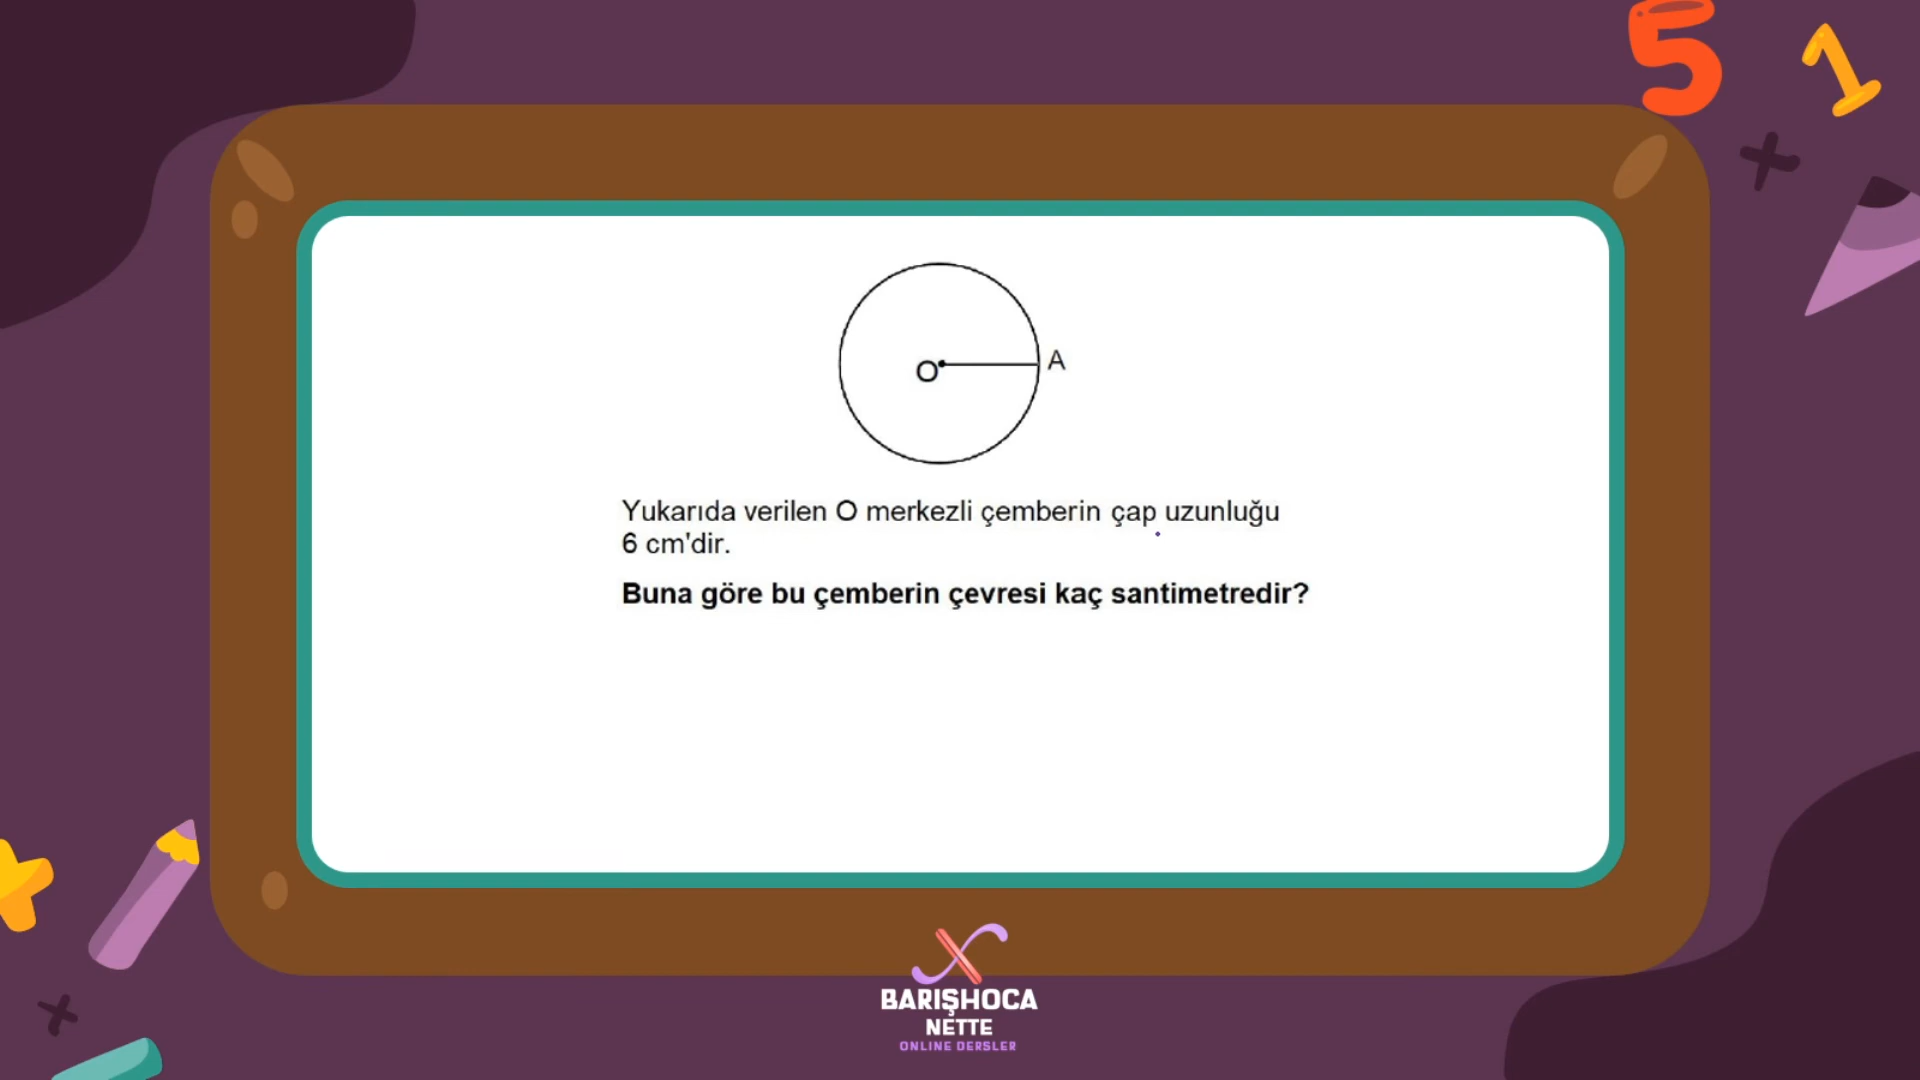 5
1
O
A
Yukarıda verilen O merkezli çemberin çap uzunluğu
6 cm'dir.
Buna göre bu çemberin çevresi kaç santimetredir?
BARIŞHOCA
NETTE
ONLINE DERSLER